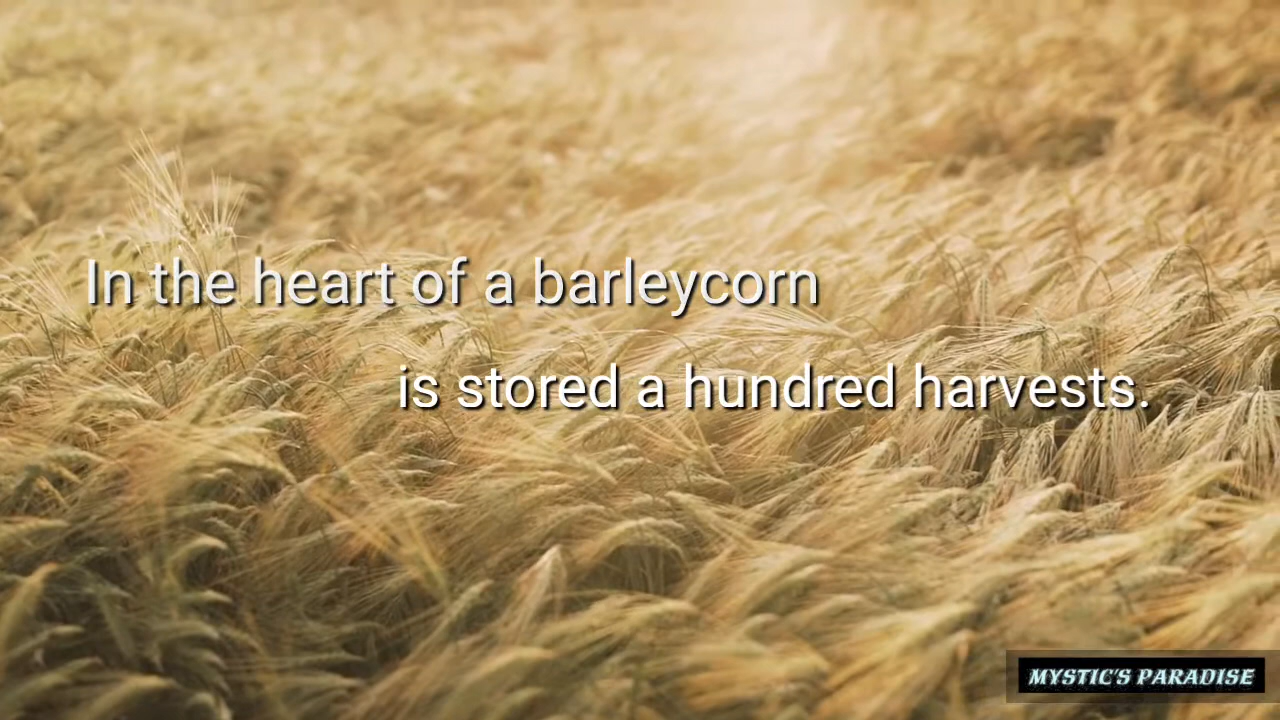 In the heart of a barleycorn
is stored a hundred harvests.
MYSTIC'S PARADISE